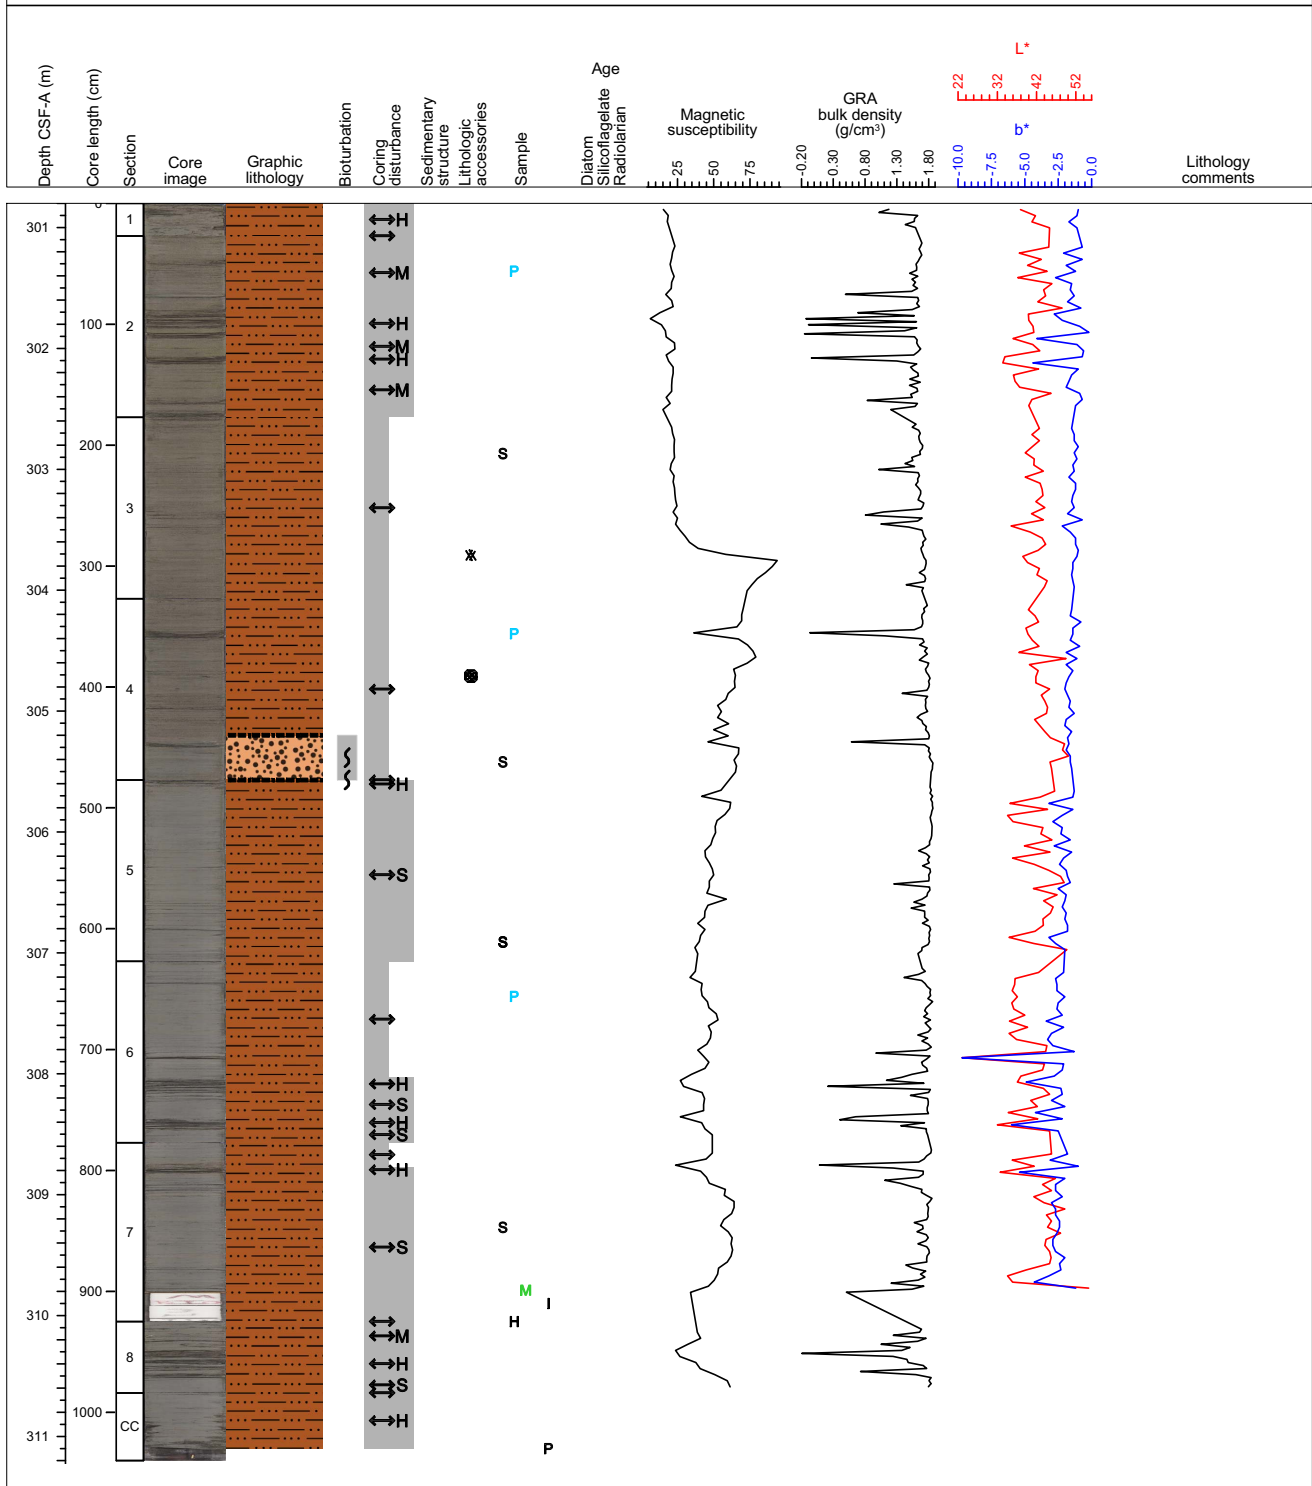 Depth CSF-A (m)
Core length (cm)
Section
Core image
Graphic lithology
Bioturbation
Coring disturbance
Sedimentary structure
Lithologic accessories
Sample
Age
Diatom
Silicoflagelate
Radiolarian
Magnetic susceptibility
25 50 75
GRA bulk density (g/cm³)
−0.20 0.30 0.80 1.30 1.80
L*
22 32 42 52
b*
−10.0 −7.5 −5.0 −2.5 0.0
Lithology comments
0
1 H
301
M P
100 H
2
302 M
H
M
200 S
303
3
300
304
P
400
4
305
S
H
500
306
5 S
600
S
307
P
6
700
308 H
S
H
S
800 H
309
7 S
S
900 M
I
310 H
M
8 H
S
1000
CC H
311 P